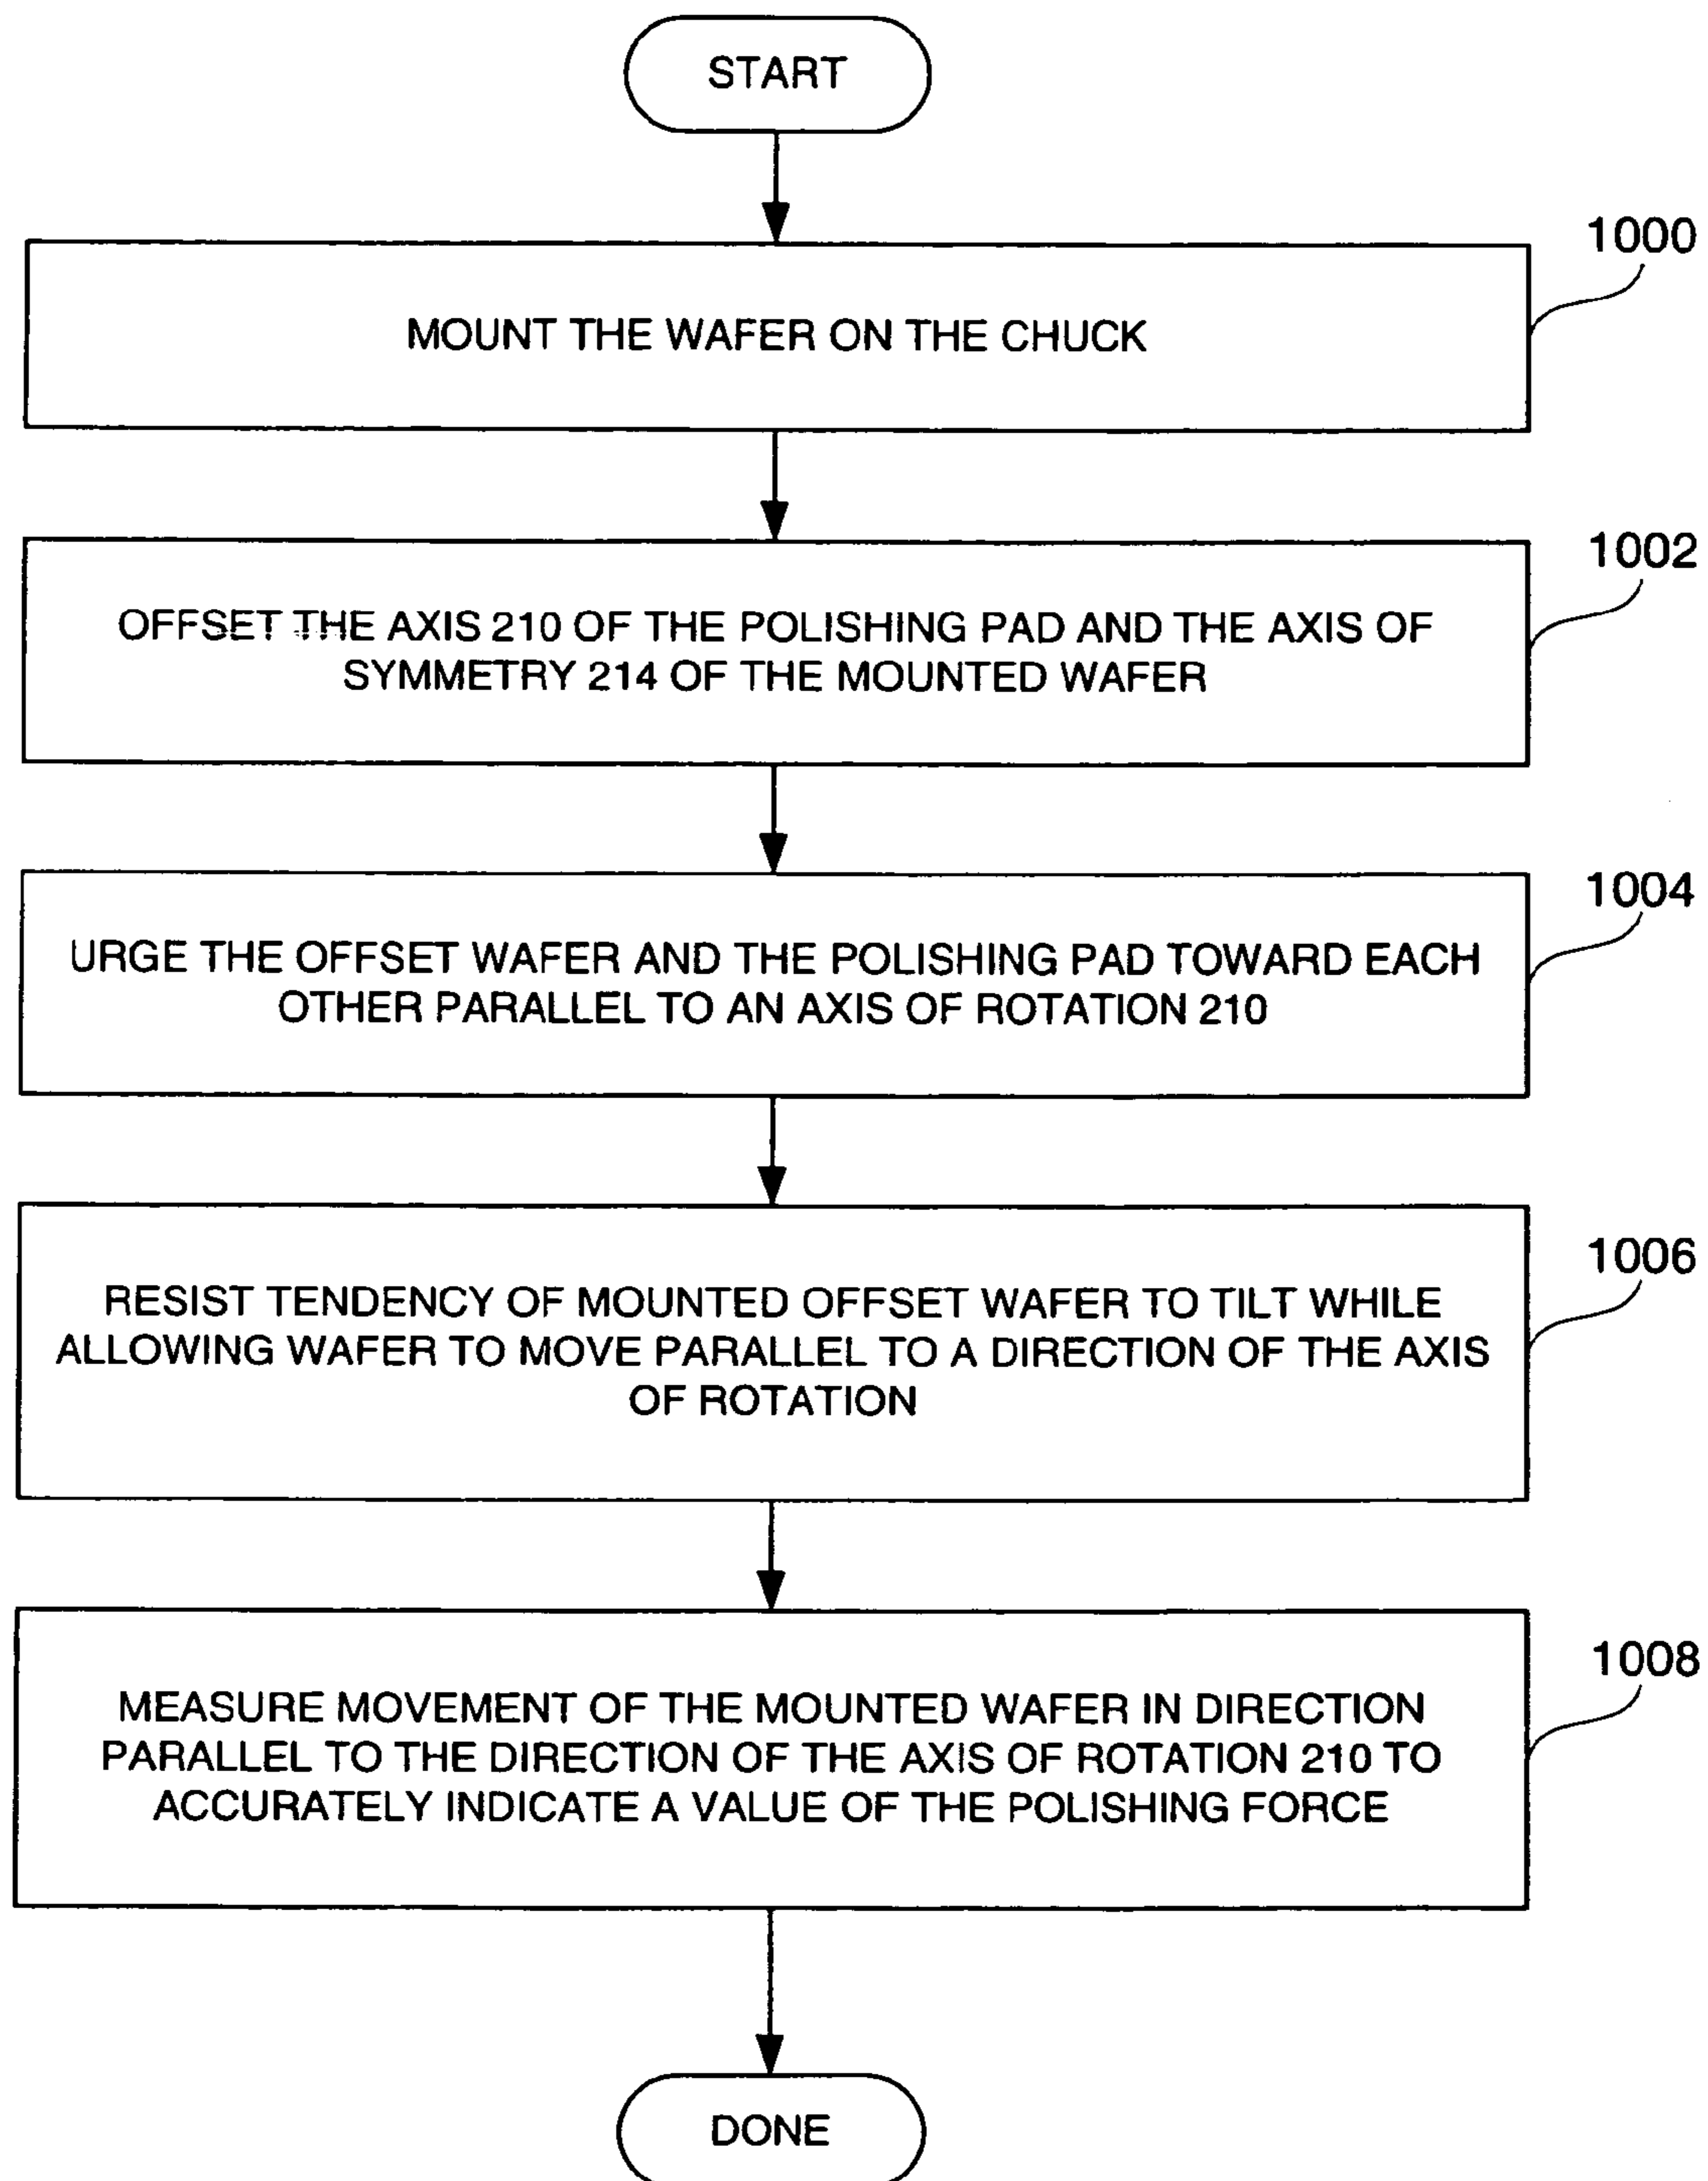 START
1000
MOUNT THE WAFER ON THE CHUCK
1002
OFFSET THE AXIS 210 OF THE POLISHING PAD AND THE AXIS OF
SYMMETRY 214 OF THE MOUNTED WAFER
1004
URGE THE OFFSET WAFER AND THE POLISHING PAD TOWARD EACH
OTHER PARALLEL TO AN AXIS OF ROTATION 210
1006
RESIST TENDENCY OF MOUNTED OFFSET WAFER TO TILT WHILE
ALLOWING WAFER TO MOVE PARALLEL TO A DIRECTION OF THE AXIS
OF ROTATION
1008
MEASURE MOVEMENT OF THE MOUNTED WAFER IN DIRECTION
PARALLEL TO THE DIRECTION OF THE AXIS OF ROTATION 210 TO
ACCURATELY INDICATE A VALUE OF THE POLISHING FORCE
DONE